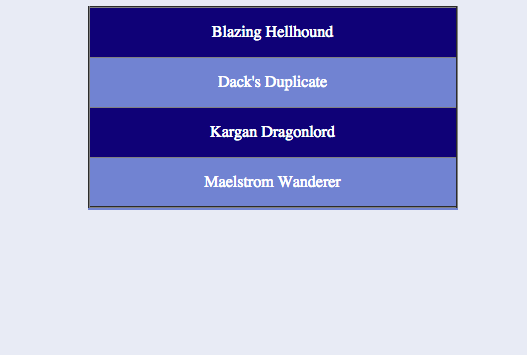 Blazing Hellhound
Dack's Duplicate
Kargan Dragonlord
Maelstrom Wanderer